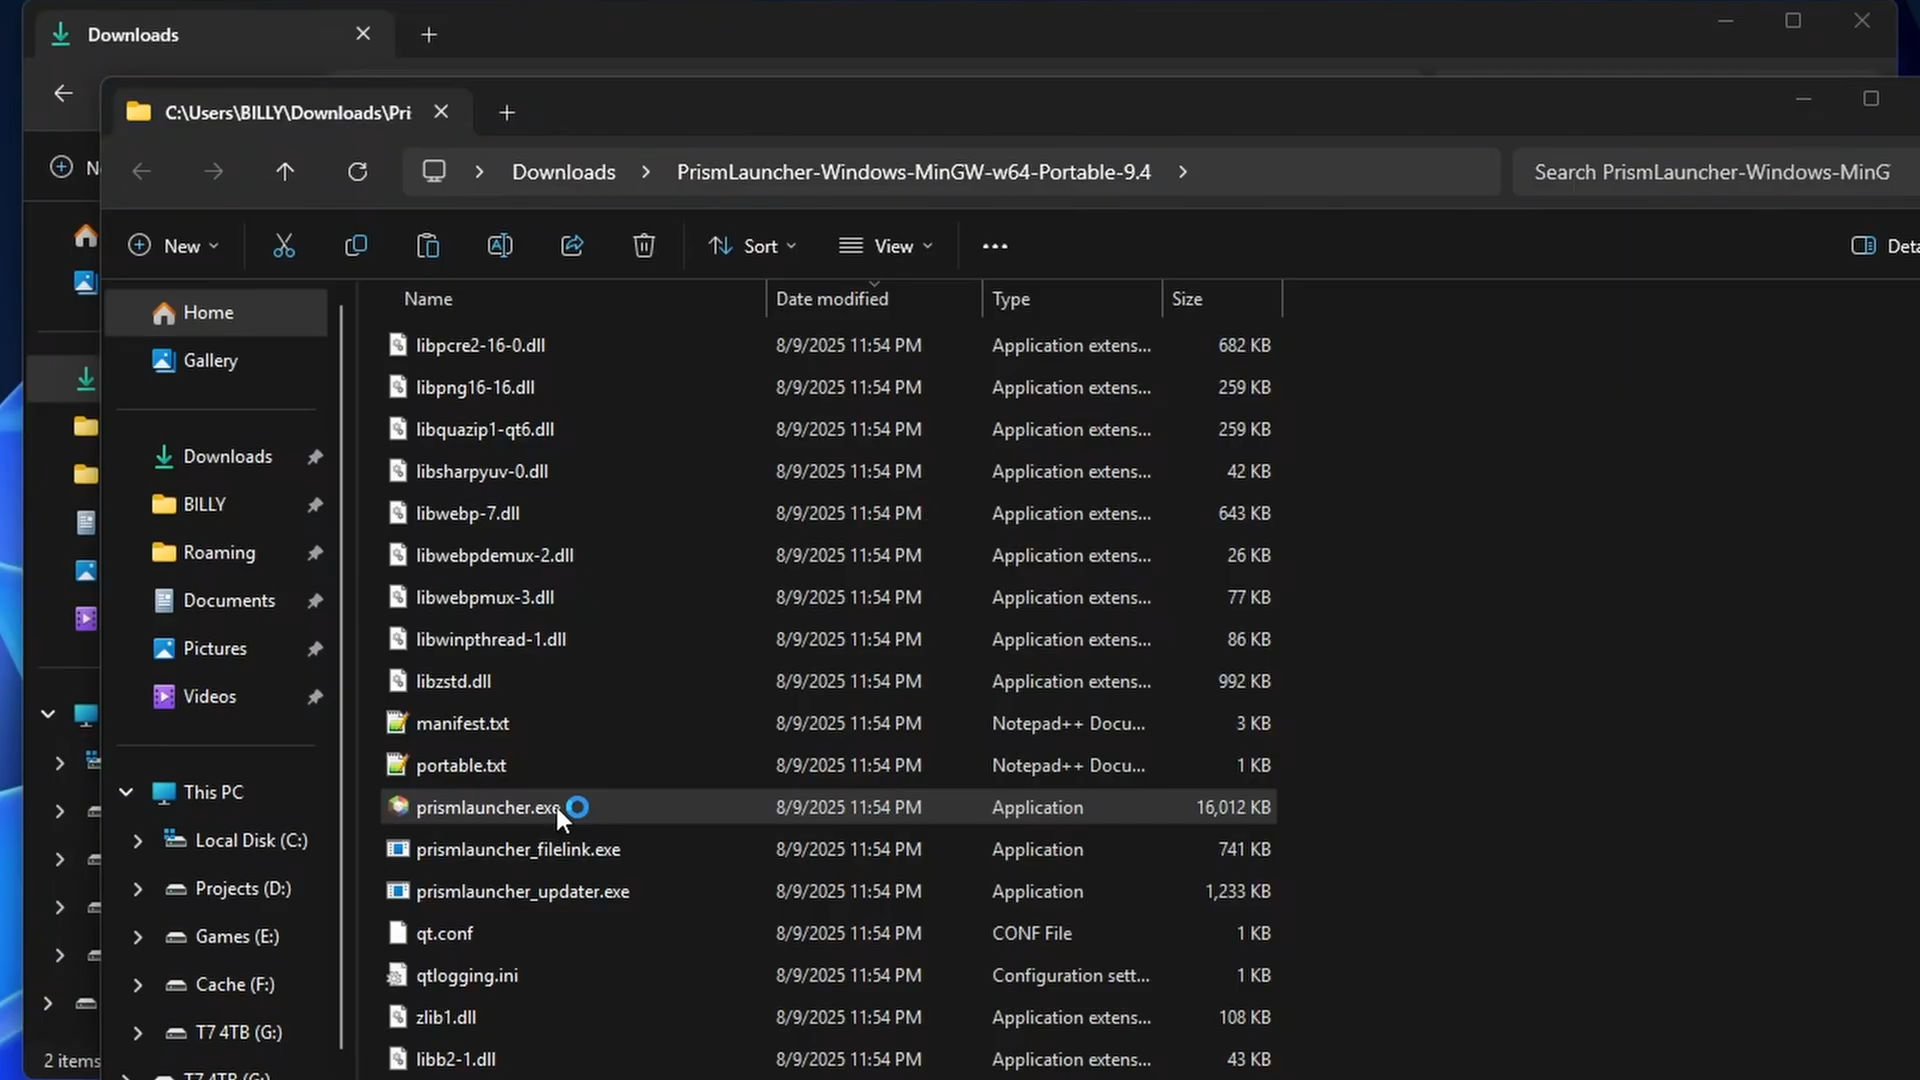 Downloads
C:\Users\BILLY\Downloads\Pri
Downloads
PrismLauncher-Windows-MinGW-w64-Portable-9.4
Search PrismLauncher-Windows-MinG
New
Sort
View
Deta
Name Date modified Type Size
Home
Gallery
Downloads
BILLY
Roaming
Documents
Pictures
Videos
This PC
Local Disk (C:)
Projects (D:)
Games (E:)
Cache (F:)
T7 4TB (G:)
T7 4TB (G:)
libpcre2-16-0.dll 8/9/2025 11:54 PM Application extens... 682 KB
libpng16-16.dll 8/9/2025 11:54 PM Application extens... 259 KB
libquazip1-qt6.dll 8/9/2025 11:54 PM Application extens... 259 KB
libsharpyuv-0.dll 8/9/2025 11:54 PM Application extens... 42 KB
libwebp-7.dll 8/9/2025 11:54 PM Application extens... 643 KB
libwebpdemux-2.dll 8/9/2025 11:54 PM Application extens... 26 KB
libwebpmux-3.dll 8/9/2025 11:54 PM Application extens... 77 KB
libwinpthread-1.dll 8/9/2025 11:54 PM Application extens... 86 KB
libzstd.dll 8/9/2025 11:54 PM Application extens... 992 KB
manifest.txt 8/9/2025 11:54 PM Notepad++ Docu... 3 KB
portable.txt 8/9/2025 11:54 PM Notepad++ Docu... 1 KB
prismlauncher.exe 8/9/2025 11:54 PM Application 16,012 KB
prismlauncher_filelink.exe 8/9/2025 11:54 PM Application 741 KB
prismlauncher_updater.exe 8/9/2025 11:54 PM Application 1,233 KB
qt.conf 8/9/2025 11:54 PM CONF File 1 KB
qtlogging.ini 8/9/2025 11:54 PM Configuration sett... 1 KB
zlib1.dll 8/9/2025 11:54 PM Application extens... 108 KB
libb2-1.dll 8/9/2025 11:54 PM Application extens... 43 KB
2 items